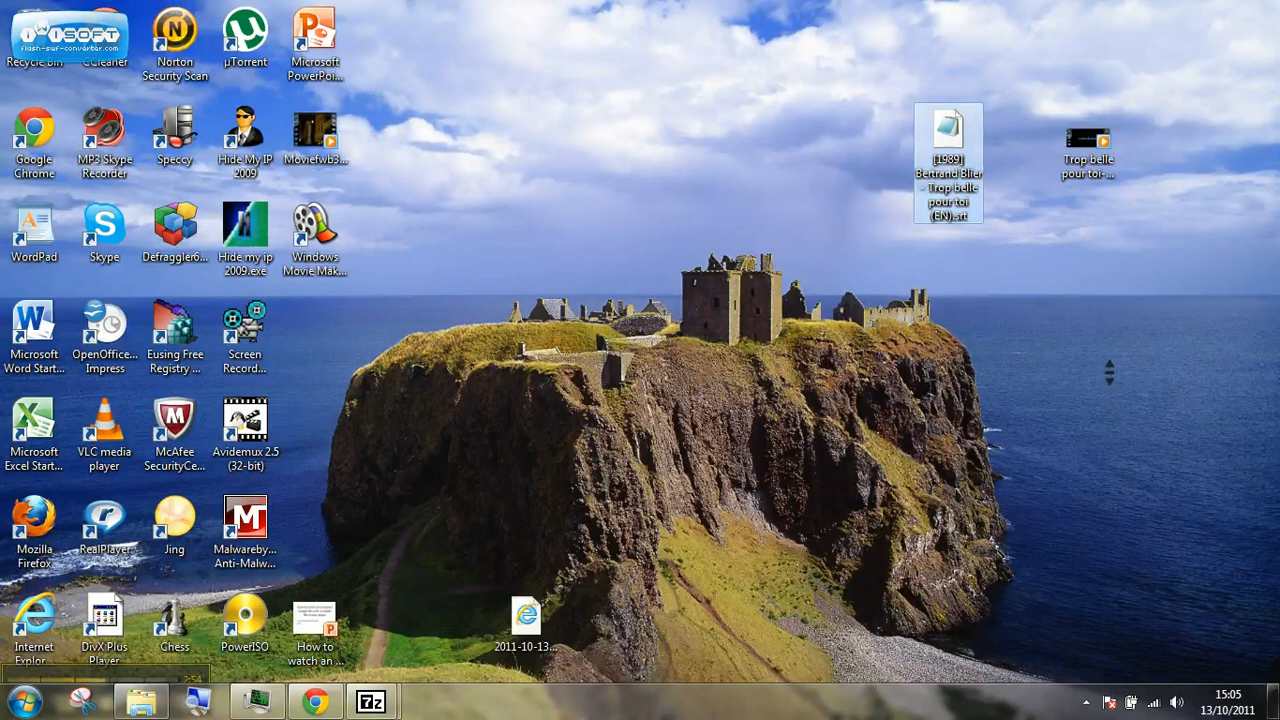 iWiSOFT
flash-swf-converter.com
Recycle Bin
CCleaner
Norton
Security Scan
µTorrent
Microsoft
PowerPoi...
Google
Chrome
MP3 Skype
Recorder
Speccy
Hide My IP
2009
Moviefwb3...
WordPad
Skype
Defraggler6...
Hide my ip
2009.exe
Windows
Movie Mak...
Microsoft
Word Start...
OpenOffice...
Impress
Eusing Free
Registry ...
Screen
Record...
Microsoft
Excel Start...
VLC media
player
McAfee
SecurityCe...
Avidemux 2.5
(32-bit)
Mozilla
Firefox
RealPlayer
Jing
Malwareby...
Anti-Malw...
Internet
Explor...
DivX Plus
Player
Chess
PowerISO
How to
watch an ...
2011-10-13...
[1989]
Bertrand Blier
- Trop belle
pour toi
(EN).srt
Trop belle
pour toi-...
2:54
7z
15:05
13/10/2011